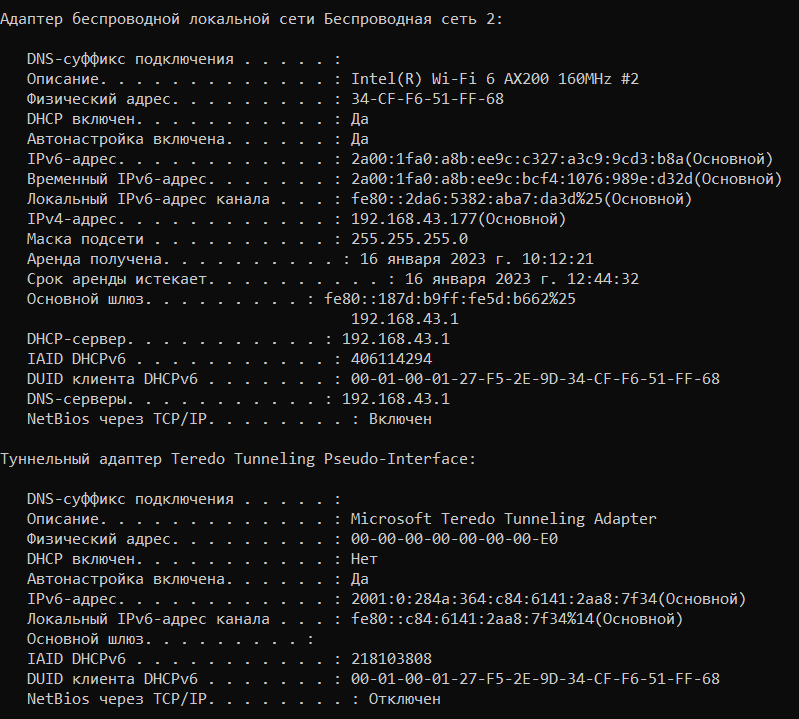 Адаптер беспроводной локальной сети Беспроводная сеть 2:
DNS-суффикс подключения . . . . . :
Описание. . . . . . . . . . . . . : Intel(R) Wi-Fi 6 AX200 160MHz #2
Физический адрес. . . . . . . . . : 34-CF-F6-51-FF-68
DHCP включен. . . . . . . . . . . : Да
Автонастройка включена. . . . . . : Да
IPv6-адрес. . . . . . . . . . . . : 2a00:1fa0:a8b:ee9c:c327:a3c9:9cd3:b8a(Основной)
Временный IPv6-адрес. . . . . . . : 2a00:1fa0:a8b:ee9c:bcf4:1076:989e:d32d(Основной)
Локальный IPv6-адрес канала . . . : fe80::2da6:5382:aba7:da3d%25(Основной)
IPv4-адрес. . . . . . . . . . . . : 192.168.43.177(Основной)
Маска подсети . . . . . . . . . . : 255.255.255.0
Аренда получена. . . . . . . . . . : 16 января 2023 г. 10:12:21
Срок аренды истекает. . . . . . . . . . : 16 января 2023 г. 12:44:32
Основной шлюз. . . . . . . . . : fe80::187d:b9ff:fe5d:b662%25
192.168.43.1
DHCP-сервер. . . . . . . . . . . : 192.168.43.1
IAID DHCPv6 . . . . . . . . . . . : 406114294
DUID клиента DHCPv6 . . . . . . . : 00-01-00-01-27-F5-2E-9D-34-CF-F6-51-FF-68
DNS-серверы. . . . . . . . . . . : 192.168.43.1
NetBios через TCP/IP. . . . . . . . : Включен
Туннельный адаптер Teredo Tunneling Pseudo-Interface:
DNS-суффикс подключения . . . . . :
Описание. . . . . . . . . . . . . : Microsoft Teredo Tunneling Adapter
Физический адрес. . . . . . . . . : 00-00-00-00-00-00-00-E0
DHCP включен. . . . . . . . . . . : Нет
Автонастройка включена. . . . . . : Да
IPv6-адрес. . . . . . . . . . . . : 2001:0:284a:364:c84:6141:2aa8:7f34(Основной)
Локальный IPv6-адрес канала . . . : fe80::c84:6141:2aa8:7f34%14(Основной)
Основной шлюз. . . . . . . . . :
IAID DHCPv6 . . . . . . . . . . . : 218103808
DUID клиента DHCPv6 . . . . . . . : 00-01-00-01-27-F5-2E-9D-34-CF-F6-51-FF-68
NetBios через TCP/IP. . . . . . . . : Отключен